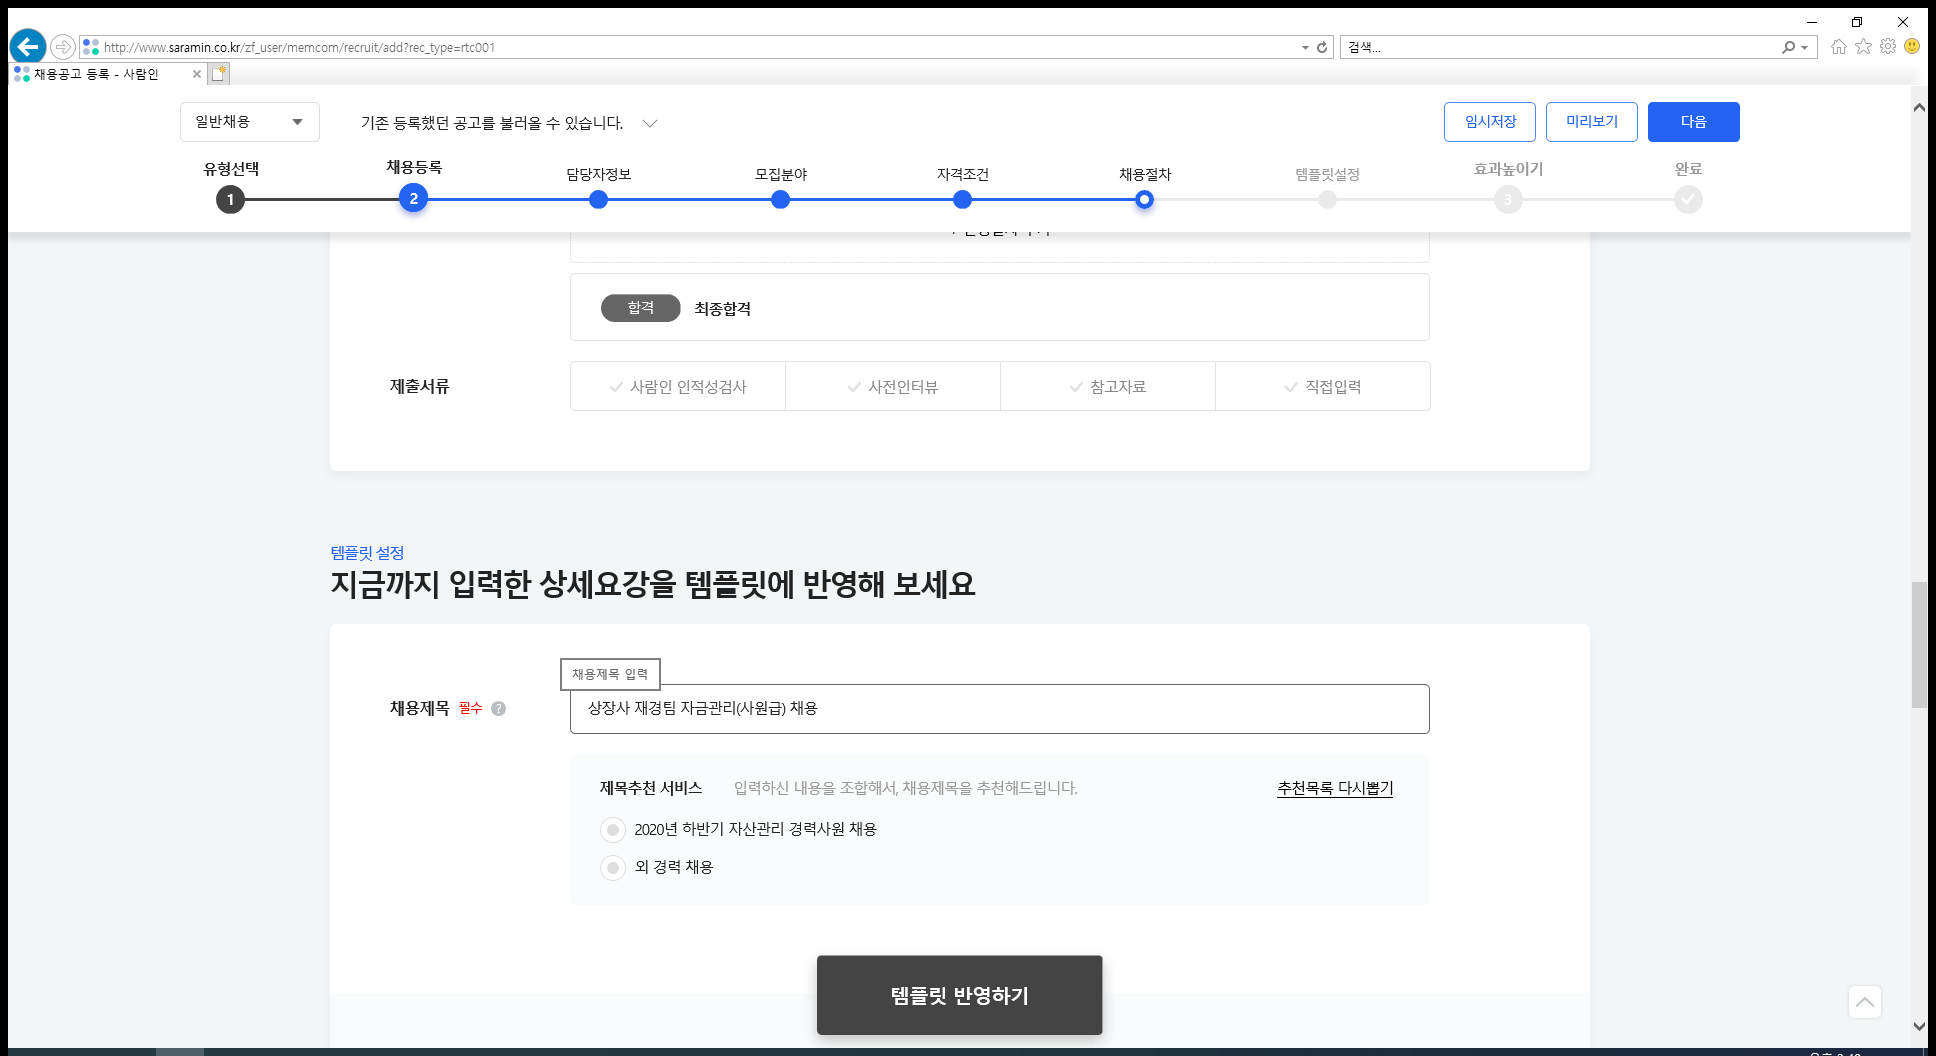 http://www.saramin.co.kr/zf_user/memcom/recruit/add?rec_type=rtc001
검색...
채용공고 등록 - 사람인
일반채용
기존 등록했던 공고를 불러올 수 있습니다.
임시저장
미리보기
다음
유형선택
채용등록
담당자정보
모집분야
자격조건
채용절차
템플릿설정
효과높이기
완료
1
2
3
합격
최종합격
제출서류
사람인 인적성검사
사전인터뷰
참고자료
직접입력
템플릿 설정
지금까지 입력한 상세요강을 템플릿에 반영해 보세요
채용제목 입력
채용제목 필수 ?
상장사 재경팀 자금관리(사원급) 채용
제목추천 서비스
입력하신 내용을 조합해서, 채용제목을 추천해드립니다.
추천목록 다시뽑기
2020년 하반기 자산관리 경력사원 채용
외 경력 채용
템플릿 반영하기